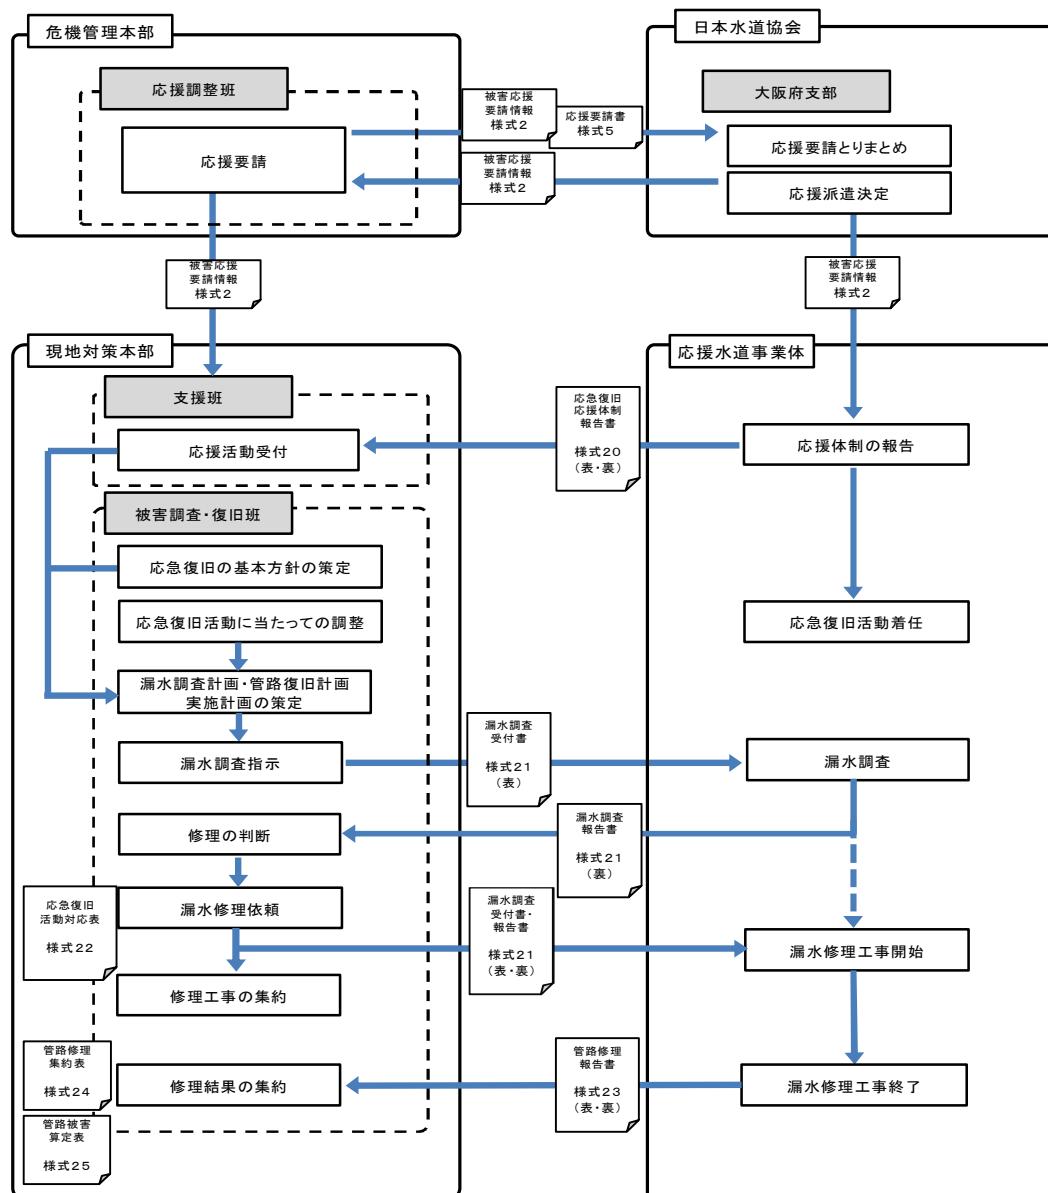 危機管理本部
日本水道協会
応援調整班
大阪府支部
被害応援
要請情報
様式2
応援要請書
様式5
応援要請
応援要請とりまとめ
被害応援
要請情報
様式2
応援派遣決定
被害応援
要請情報
様式2
被害応援
要請情報
様式2
現地対策本部
応援水道事業体
支援班
応急復旧
応援体制
報告書
様式20
(表・裏)
応援活動受付
応援体制の報告
被害調査・復旧班
応急復旧の基本方針の策定
応急復旧活動に当たっての調整
応急復旧活動着任
漏水調査計画・管路復旧計画
実施計画の策定
漏水調査
受付書
様式21
(表)
漏水調査指示
漏水調査
漏水調査
報告書
様式21
(裏)
修理の判断
応急復旧
活動対応表
様式22
漏水修理依頼
漏水調査
受付書・
報告書
様式21
(表・裏)
漏水修理工事開始
修理工事の集約
管路修理
集約表
様式24
修理結果の集約
管路修理
報告書
様式23
(表・裏)
漏水修理工事終了
管路被害
算定表
様式25